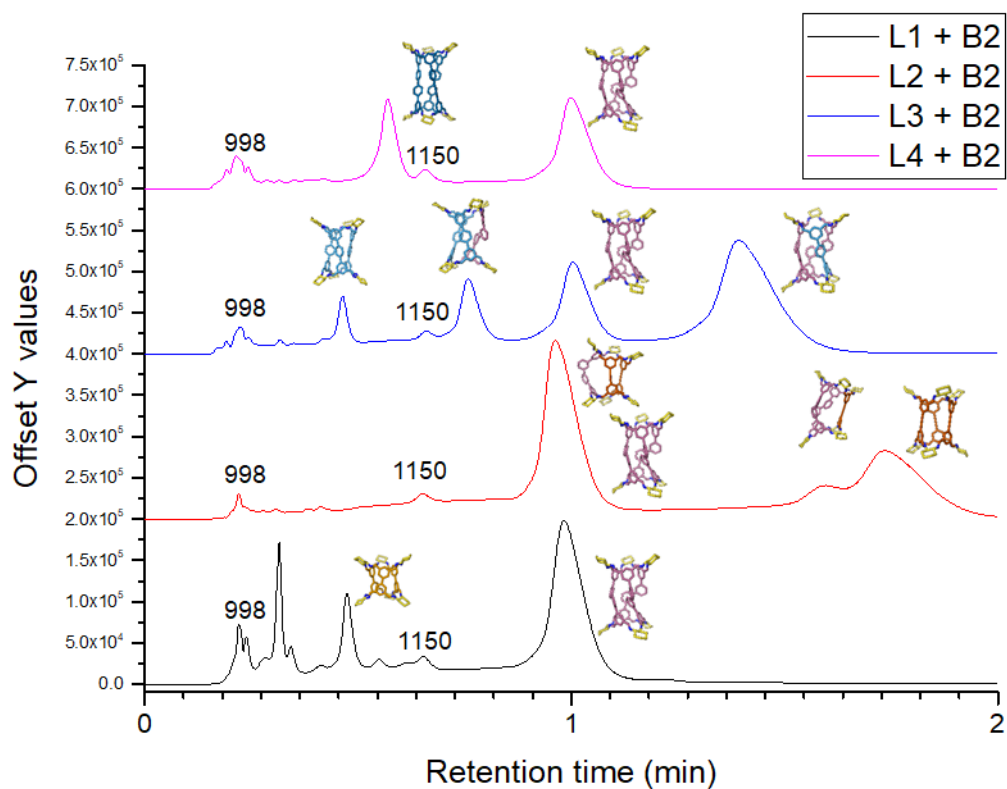 L1 + B2
L2 + B2
L3 + B2
L4 + B2
7.5x10⁵
7.0x10⁵
6.5x10⁵
6.0x10⁵
5.5x10⁵
5.0x10⁵
4.5x10⁵
4.0x10⁵
3.5x10⁵
3.0x10⁵
2.5x10⁵
2.0x10⁵
1.5x10⁵
1.0x10⁵
5.0x10⁴
0.0
Offset Y values
998
1150
998
1150
998
1150
998
1150
0
1
2
Retention time (min)